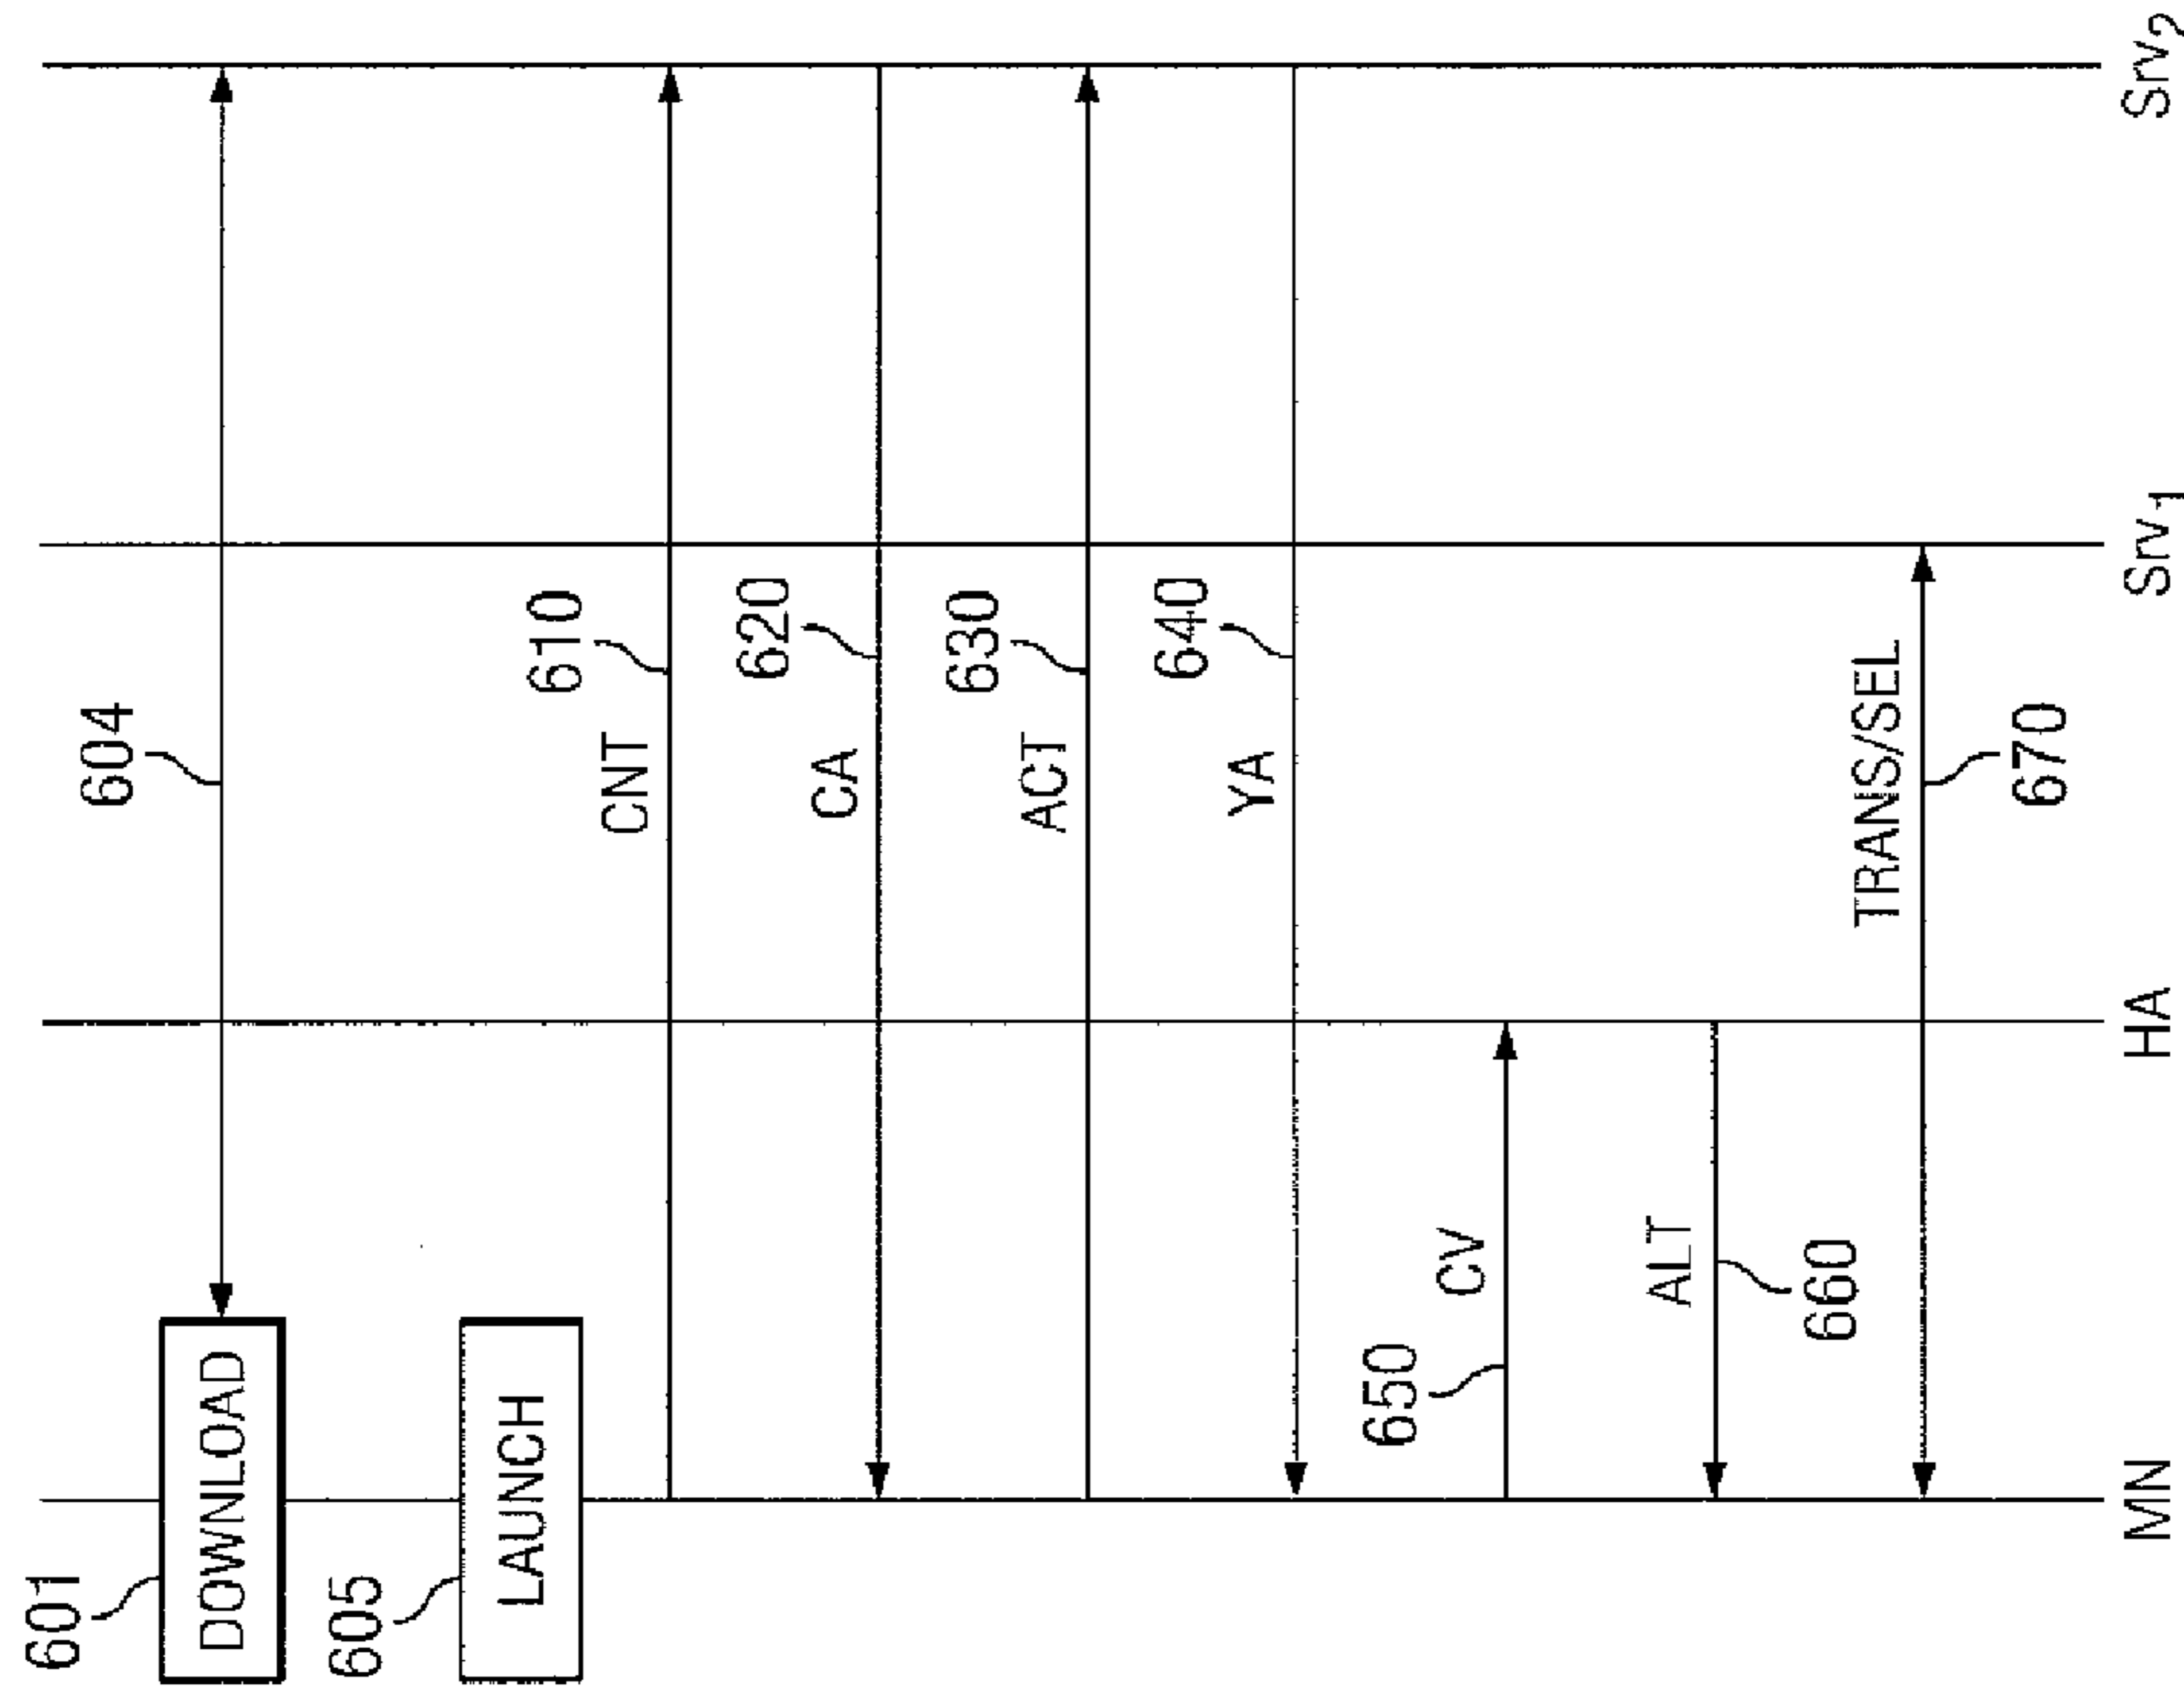 601
604
DOWNLOAD
605
LAUNCH
610
CNT
620
CA
630
ACT
640
YA
650
CV
ALT
660
TRANS/SEL
670
MN
HA
Srv1
Srv2